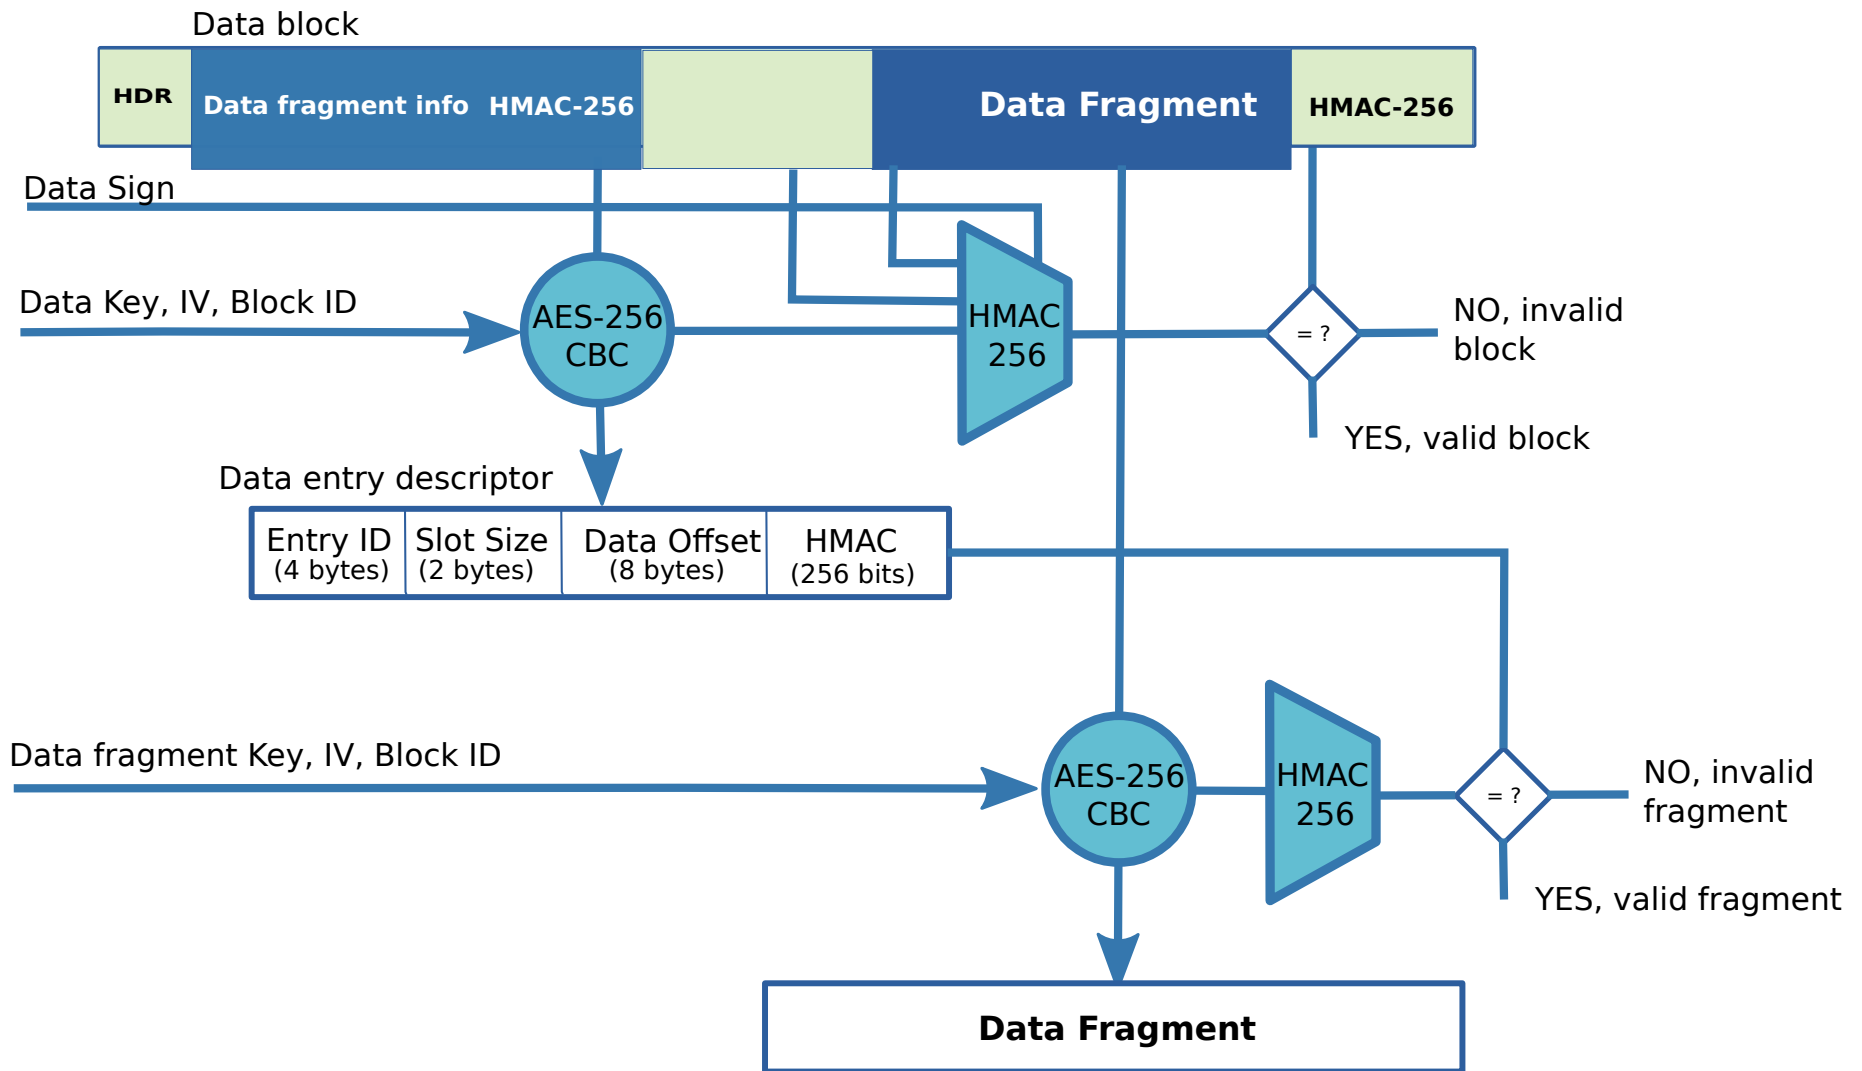 Data block
HDR
Data fragment info HMAC-256
Data Fragment
HMAC-256
Data Sign
Data Key, IV, Block ID
AES-256
CBC
HMAC
256
= ?
NO, invalid
block
YES, valid block
Data entry descriptor
Entry ID
(4 bytes)
Slot Size
(2 bytes)
Data Offset
(8 bytes)
HMAC
(256 bits)
Data fragment Key, IV, Block ID
AES-256
CBC
HMAC
256
= ?
NO, invalid
fragment
YES, valid fragment
Data Fragment